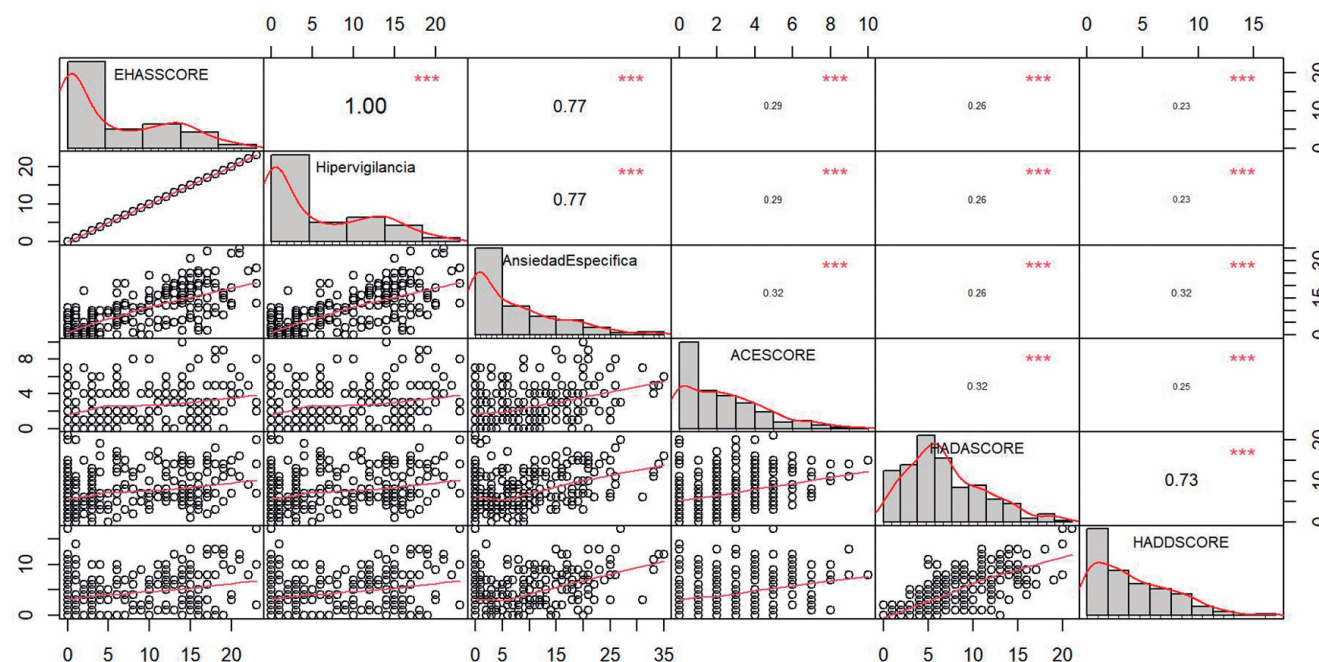 0 5 10 15 20 0 2 4 6 8 10 0 5 10 15
EHASSCORE *** *** *** *** ***
1.00 0.77 0.29 0.26 0.23
0 10 20
Hipervigilancia *** *** *** ***
0 10 20
0.77 0.29 0.26 0.23
AnsiedadEspecifica *** *** ***
0.32 0.26 0.32
0 15 30
ACESCORE *** ***
0 4 8
0.32 0.25
HADASCORE ***
0.73
0 10 20
HADDSCORE
0 5 10
0 5 10 15 20 0 5 15 25 35 0 5 10 15 20